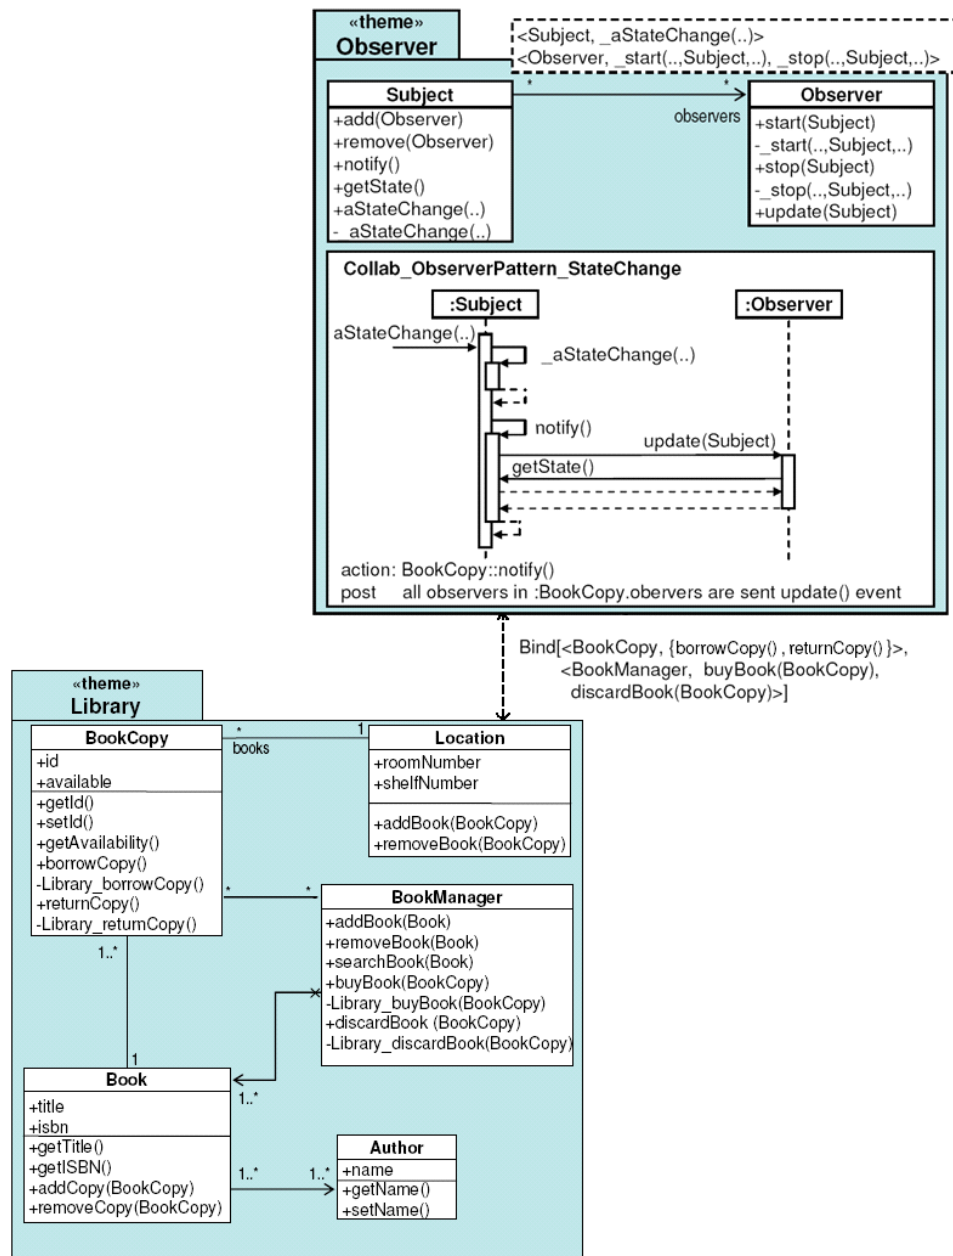 «theme»
Observer
<Subject, _aStateChange(..)>
<Observer, _start(..,Subject,..), _stop(..,Subject,..)>
Subject
+add(Observer)
+remove(Observer)
+notify()
+getState()
+aStateChange(..)
-_aStateChange(..)
*
*
observers
Observer
+start(Subject)
-_start(..,Subject,..)
+stop(Subject)
-_stop(..,Subject,..)
+update(Subject)
Collab_ObserverPattern_StateChange
:Subject
:Observer
aStateChange(..)
_aStateChange(..)
notify()
update(Subject)
getState()
action: BookCopy::notify()
post all observers in :BookCopy.obervers are sent update() event
Bind[<BookCopy, {borrowCopy() , returnCopy() }>,
<BookManager, buyBook(BookCopy),
discardBook(BookCopy)>]
«theme»
Library
BookCopy
+id
+available
+getId()
+setId()
+getAvailability()
+borrowCopy()
-Library_borrowCopy()
+returnCopy()
-Library_returnCopy()
*
books
1
Location
+roomNumber
+shelfNumber
+addBook(BookCopy)
+removeBook(BookCopy)
*
*
BookManager
+addBook(Book)
+removeBook(Book)
+searchBook(Book)
+buyBook(BookCopy)
-Library_buyBook(BookCopy)
+discardBook (BookCopy)
-Library_discardBook(BookCopy)
1..*
1
1..*
Book
+title
+isbn
+getTitle()
+getISBN()
+addCopy(BookCopy)
+removeCopy(BookCopy)
1..*
1..*
Author
+name
+getName()
+setName()